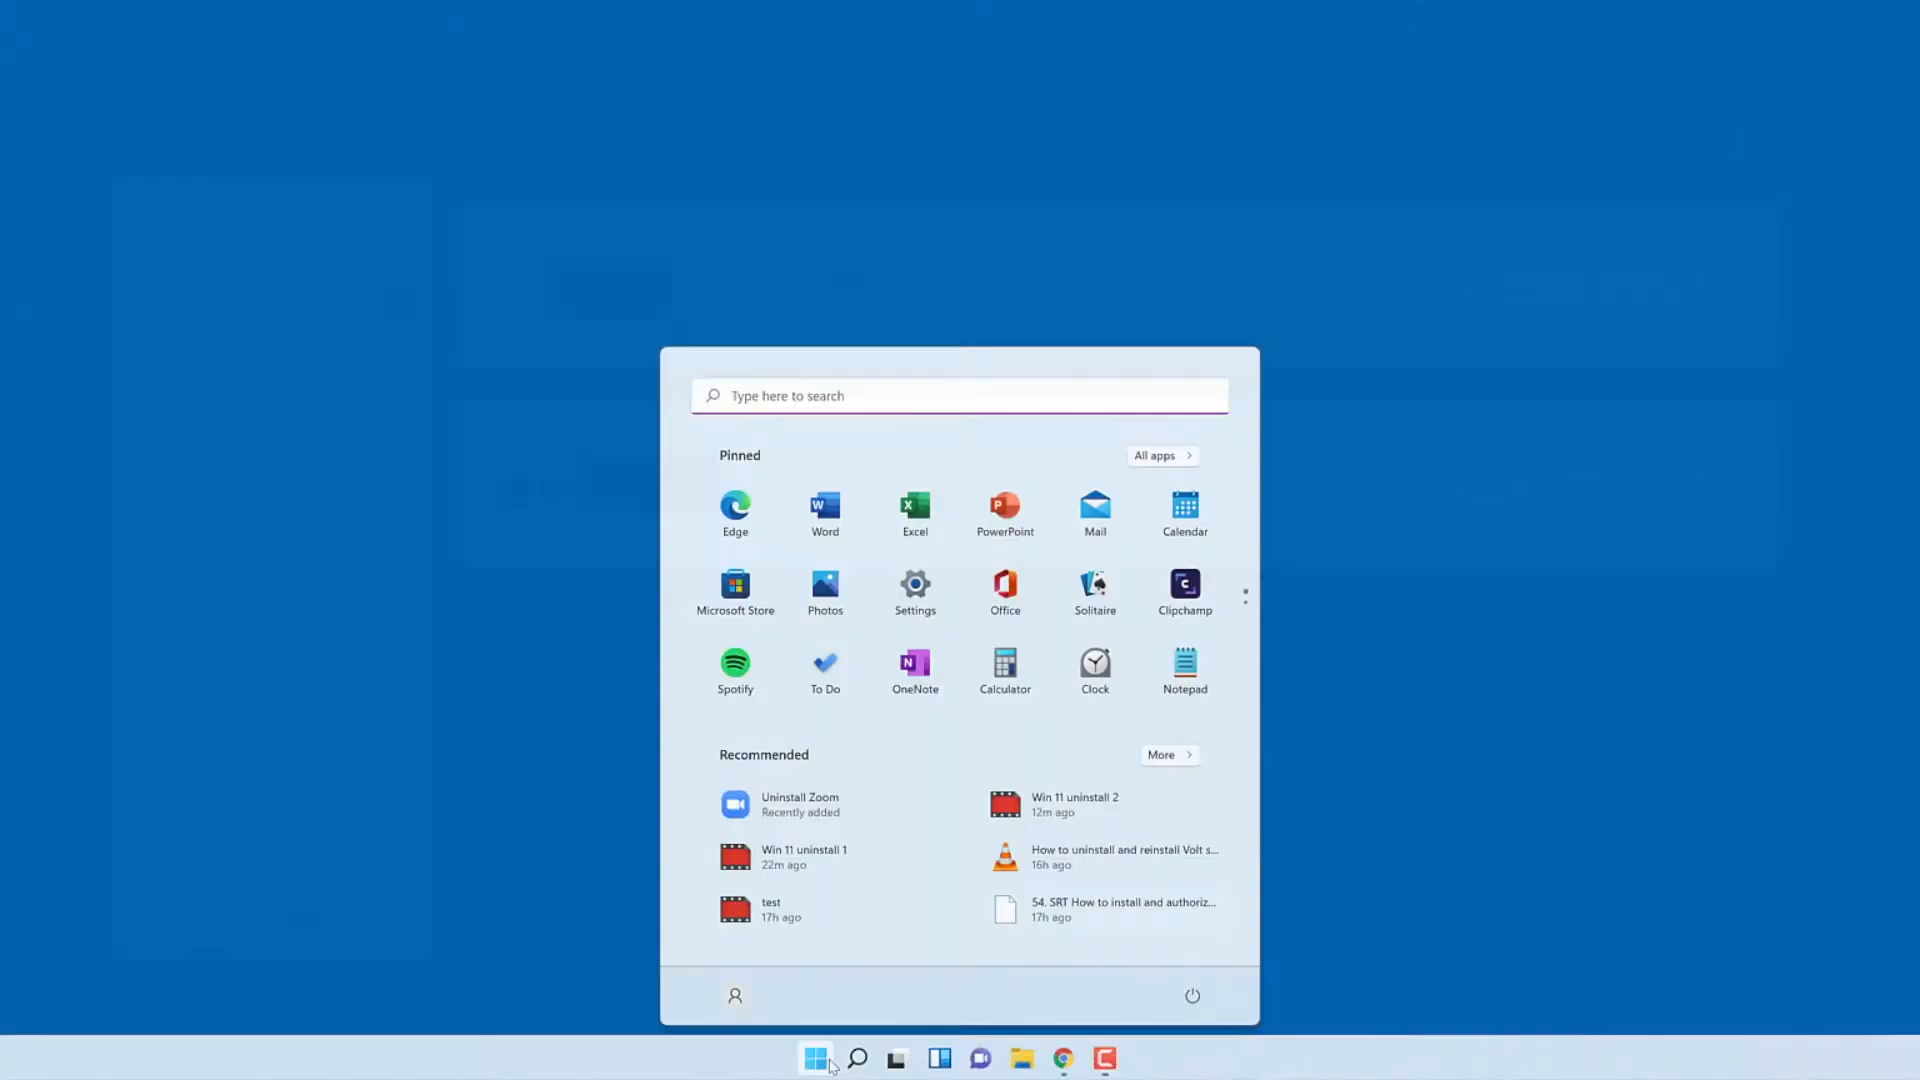 Type here to search
Pinned
All apps
Edge
Word
Excel
PowerPoint
Mail
Calendar
Microsoft Store
Photos
Settings
Office
Solitaire
Clipchamp
Spotify
To Do
OneNote
Calculator
Clock
Notepad
Recommended
More
Uninstall Zoom
Recently added
Win 11 uninstall 2
12m ago
Win 11 uninstall 1
22m ago
How to uninstall and reinstall Volt s...
16h ago
test
17h ago
54. SRT How to install and authoriz...
17h ago